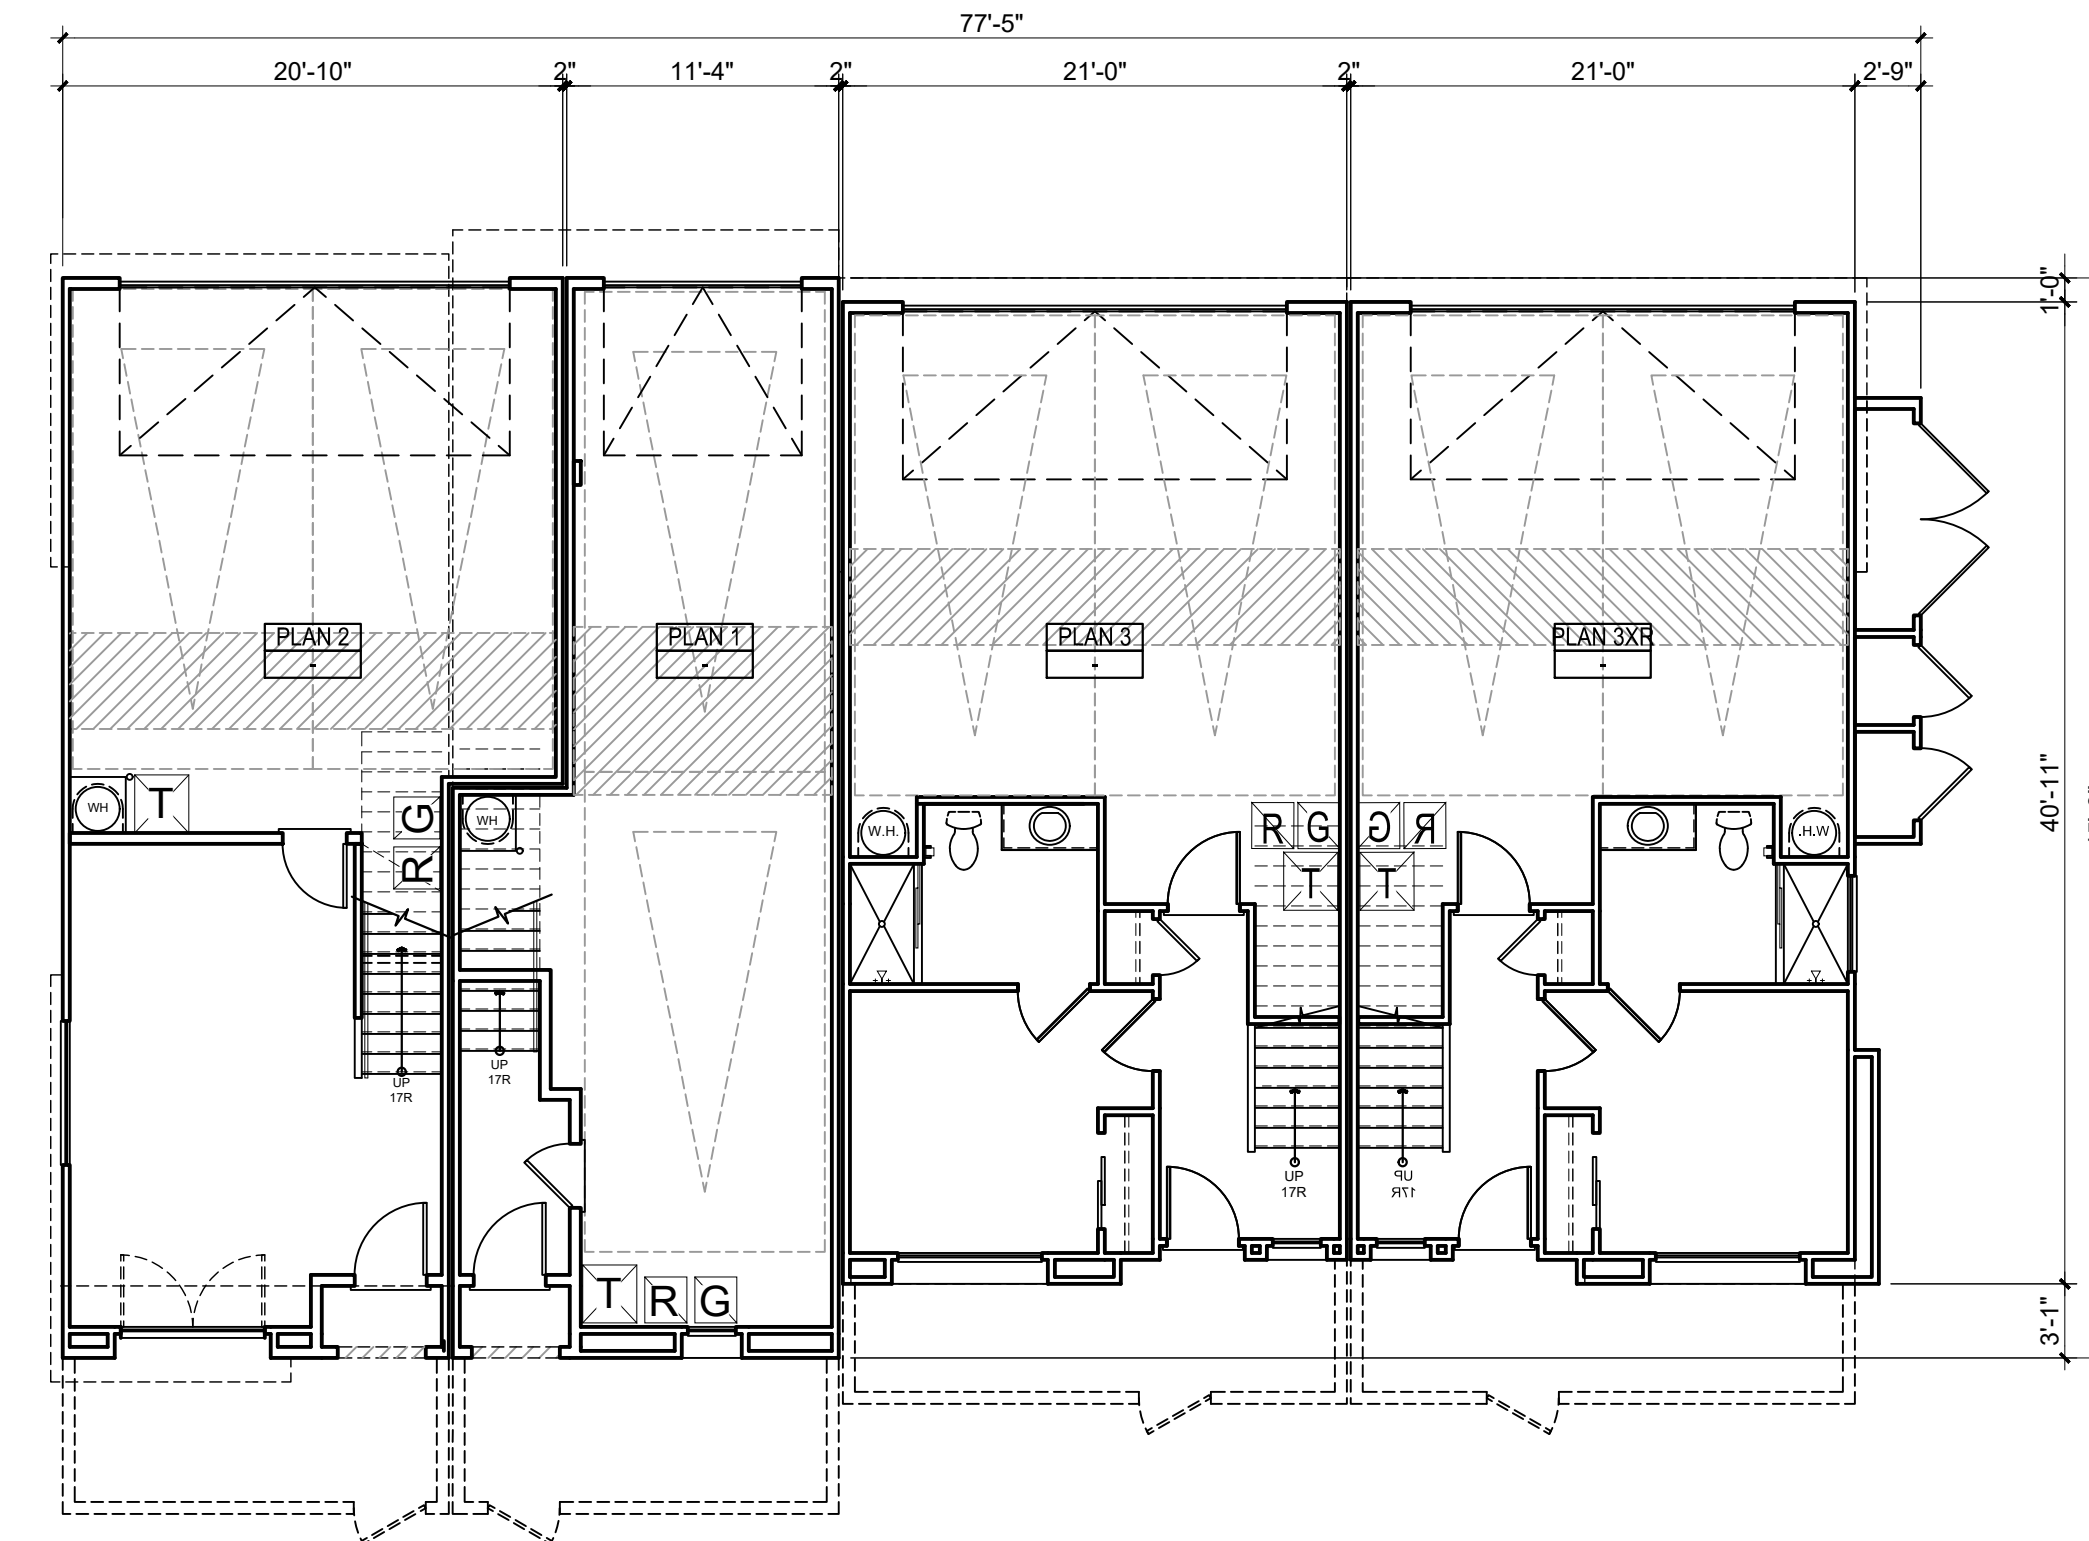 77'-5"
20'-10" 2" 11'-4" 2" 21'-0" 2" 21'-0" 2'-9"
1'-0"
PLAN 2
-
PLAN 1
-
PLAN 3
-
PLAN 3XR
-
WH
T
G
R
WH
W.H.
R G
T
G R
T
W.H.
40'-11"
UP
17R
UP
17R
UP
17R
UP
17R
T R G
3'-1"